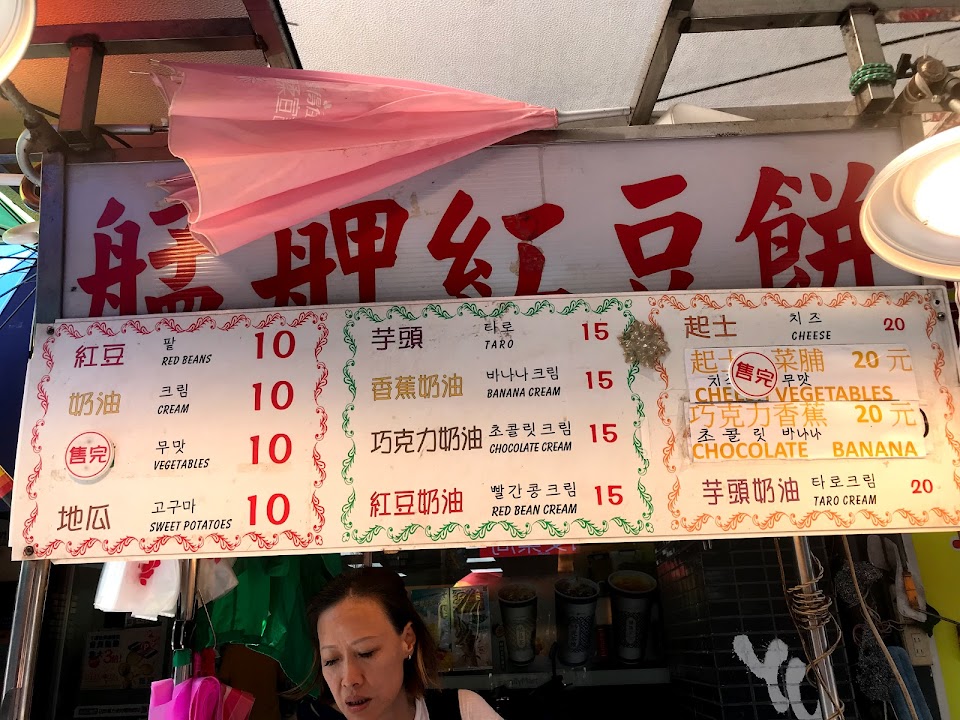 艋舺紅豆餅
紅豆 팥 RED BEANS 10
奶油 크림 CREAM 10
售完 무맛 VEGETABLES 10
地瓜 고구마 SWEET POTATOES 10
芋頭 타로 TARO 15
香蕉奶油 바나나크림 BANANA CREAM 15
巧克力奶油 초콜릿크림 CHOCOLATE CREAM 15
紅豆奶油 빨간콩크림 RED BEAN CREAM 15
起士 치즈 CHEESE 20
起士 售完 菜脯 20 元
치즈 무맛
VEGETABLES
巧克力香蕉 20 元
초콜릿 바나나
CHOCOLATE BANANA
芋頭奶油 타로크림 TARO CREAM 20